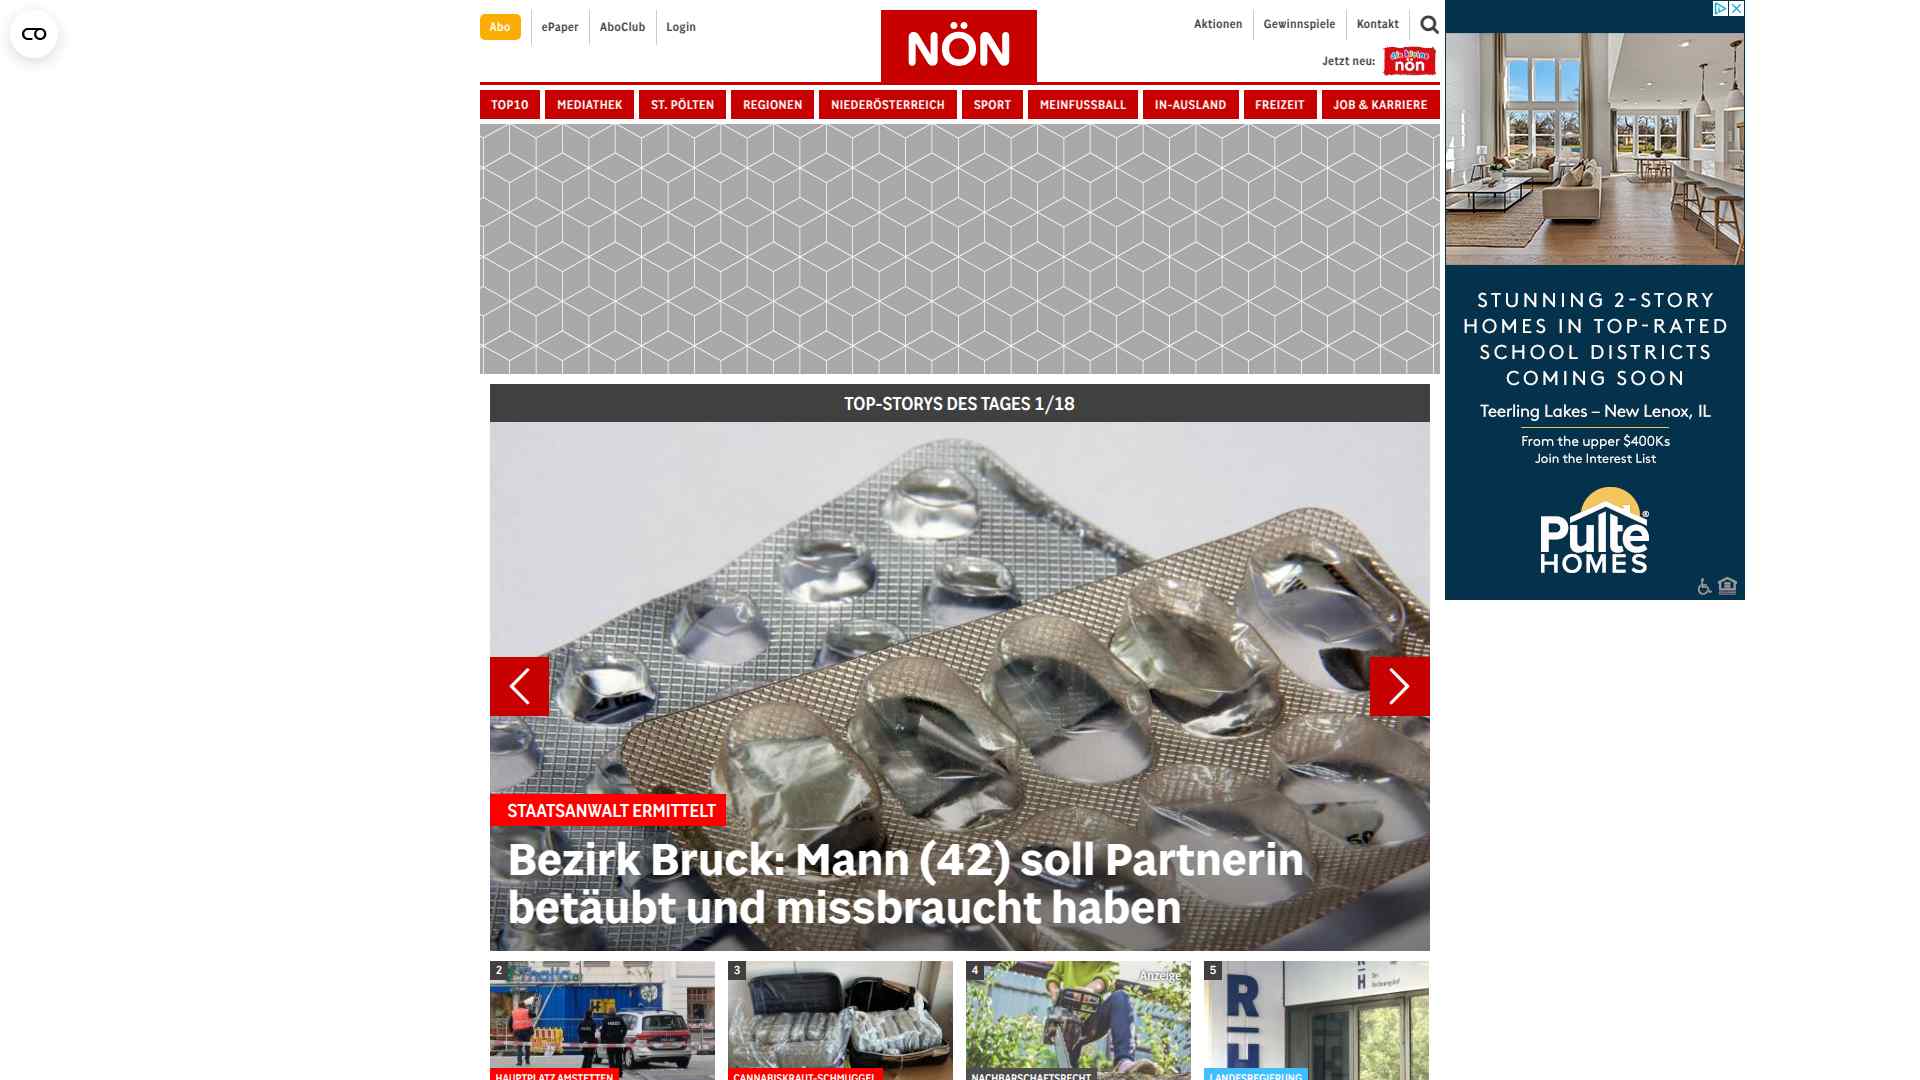 Abo
ePaper
AboClub
Login
NÖN
Aktionen
Gewinnspiele
Kontakt
Jetzt neu:
die kleine
nön
TOP10
MEDIATHEK
ST. PÖLTEN
REGIONEN
NIEDERÖSTERREICH
SPORT
MEINFUSSBALL
IN-AUSLAND
FREIZEIT
JOB & KARRIERE
TOP-STORYS DES TAGES 1/18
STAATSANWALT ERMITTELT
Bezirk Bruck: Mann (42) soll Partnerin
betäubt und missbraucht haben
2
Thalia
HAUPTPLATZ AMSTETTEN
3
CANNABISKRAUT-SCHMUGGEL
4
Anzeige
NACHBARSCHAFTSRECHT
5
R
H
LANDESREGIERUNG
STUNNING 2-STORY
HOMES IN TOP-RATED
SCHOOL DISTRICTS
COMING SOON
Teerling Lakes – New Lenox, IL
From the upper $400Ks
Join the Interest List
Pulte®
HOMES